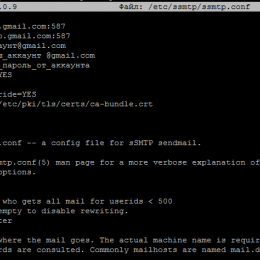 .0.9 Файл: /etc/ssmtp/ssmtp.conf
.gmail.com:587
p.gmail.com:587
аунт@gmail.com
аккаунт @gmail.com
_пароль_от_аккаунта
YES
ride=YES
/etc/pki/tls/certs/ca-bundle.crt
.conf -- a config file for sSMTP sendmail.
mtp.conf(5) man page for a more verbose explanation of
options.
who gets all mail for userids < 500
empty to disable rewriting.
ter
where the mail goes. The actual machine name is requir
rds are consulted. Commonly mailhosts are named mail.d